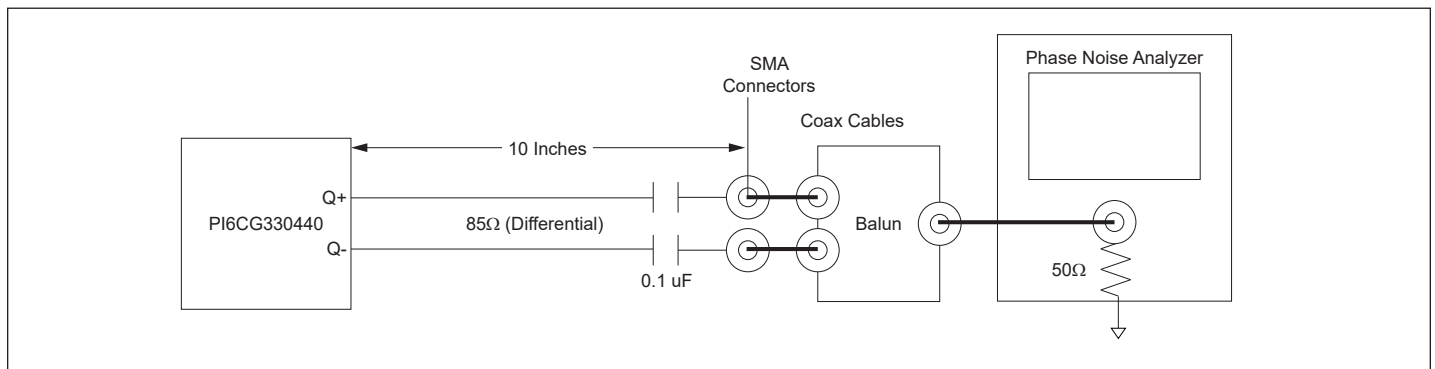 Phase Noise Analyzer
SMA
Connectors
Coax Cables
10 Inches
Q+
PI6CG330440
85Ω (Differential)
Balun
Q-
50Ω
0.1 uF